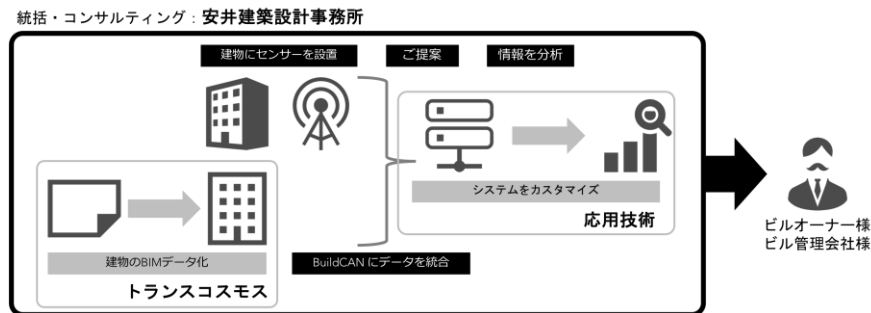 統括・コンサルティング：安井建築設計事務所
建物にセンサーを設置
ご提案
情報を分析
システムをカスタマイズ
応用技術
建物のBIMデータ化
トランスコスモス
BuildCAN にデータを統合
ビルオーナー様
ビル管理会社様